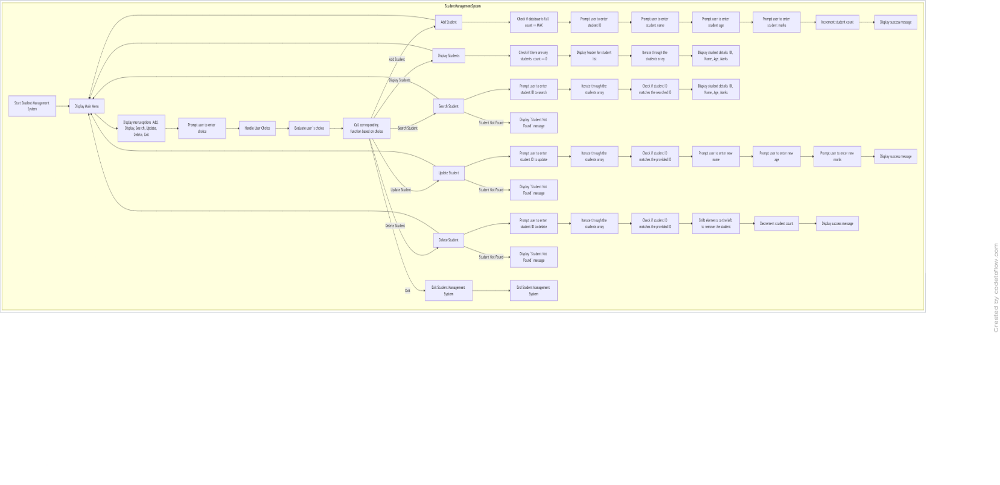 StudentManagementSystem
Add Student
Check if database is full
count == MAX
Prompt user to enter
student ID
Prompt user to enter
student name
Prompt user to enter
student age
Prompt user to enter
student marks
Increment student count
Display success message
Add Student
Display Students
Check if there are any
students count == 0
Display header for student
list
Iterate through the
students array
Display student details ID,
Name, Age, Marks
Display Students
Start Student Management
System
Display Main Menu
Display menu options Add,
Display, Search, Update,
Delete, Exit
Prompt user to enter
choice
Handle User Choice
Evaluate user's choice
Call corresponding
function based on choice
Search Student
Search Student
Prompt user to enter
student ID to search
Iterate through the
students array
Check if student ID
matches the searched ID
Display student details ID,
Name, Age, Marks
Student Not Found
Display 'Student Not
Found' message
Update Student
Update Student
Prompt user to enter
student ID to update
Iterate through the
students array
Check if student ID
matches the provided ID
Prompt user to enter new
name
Prompt user to enter new
age
Prompt user to enter new
marks
Display success message
Student Not Found
Display 'Student Not
Found' message
Delete Student
Delete Student
Prompt user to enter
student ID to delete
Iterate through the
students array
Check if student ID
matches the provided ID
Shift elements to the left
to remove the student
Decrement student count
Display success message
Student Not Found
Display 'Student Not
Found' message
Exit
Exit Student Management
System
End Student Management
System
Created by codetoflow.com